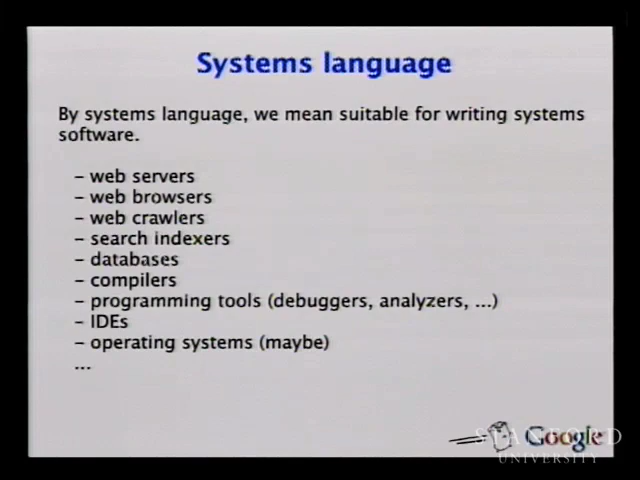 Systems language
By systems language, we mean suitable for writing systems
software.
– web servers
– web browsers
– web crawlers
– search indexers
– databases
– compilers
– programming tools (debuggers, analyzers, ...)
– IDEs
– operating systems (maybe)
...
Google
STANFORD
UNIVERSITY